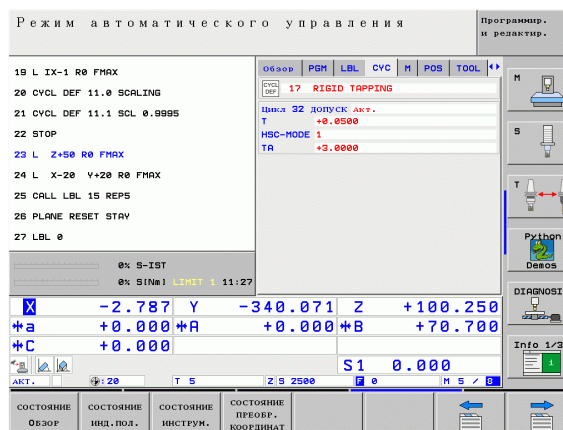 Режим автоматического управления
Программир.
и редактир.
19 L IX-1 R0 FMAX
20 CYCL DEF 11.0 SCALING
21 CYCL DEF 11.1 SCL 0.9995
22 STOP
23 L Z+50 R0 FMAX
24 L X-20 Y+20 R0 FMAX
25 CALL LBL 15 REP5
26 PLANE RESET STAY
27 LBL 0
0% S-IST
0% S[Nm] LIMIT 1 11:27
Обзор PGM LBL CYC M POS TOOL
CYCL DEF 17 RIGID TAPPING
Цикл 32 ДОПУСК Акт.
T +0.0500
HSC-MODE 1
TA +3.0000
X -2.787 Y -340.071 Z +100.250
a +0.000 A +0.000 B +70.700
C +0.000
S1 0.000
АКТ. :20 T 5 Z S 2500 F 0 M 5 / 8
M
S
T
Python
Demos
DIAGNOSI
Info 1/3
СОСТОЯНИЕ
Обзор
СОСТОЯНИЕ
ИНД.ПОЛ.
СОСТОЯНИЕ
ИНСТРУМ.
СОСТОЯНИЕ
ПРЕОБР.
КООРДИНАТ